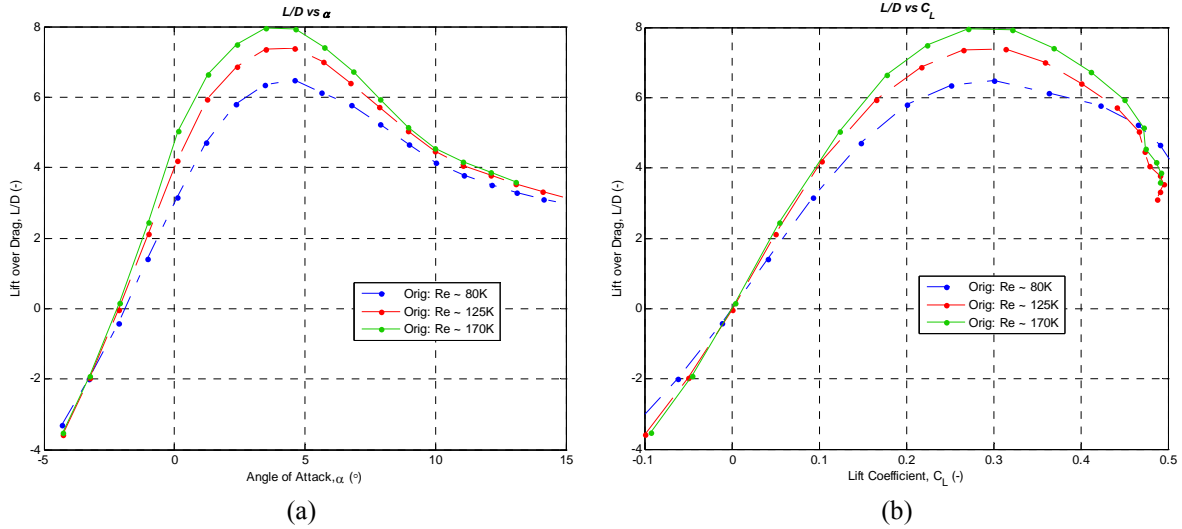 L/D vs α
8
6
4
2
0
-2
-4
-5
0
5
10
15
Lift over Drag, L/D (-)
Angle of Attack,α (°)
Orig: Re ~ 80K
Orig: Re ~ 125K
Orig: Re ~ 170K
(a)
L/D vs C_L
8
6
4
2
0
-2
-4
-0.1
0
0.1
0.2
0.3
0.4
0.5
Lift over Drag, L/D (-)
Lift Coefficient, C_L (-)
Orig: Re ~ 80K
Orig: Re ~ 125K
Orig: Re ~ 170K
(b)